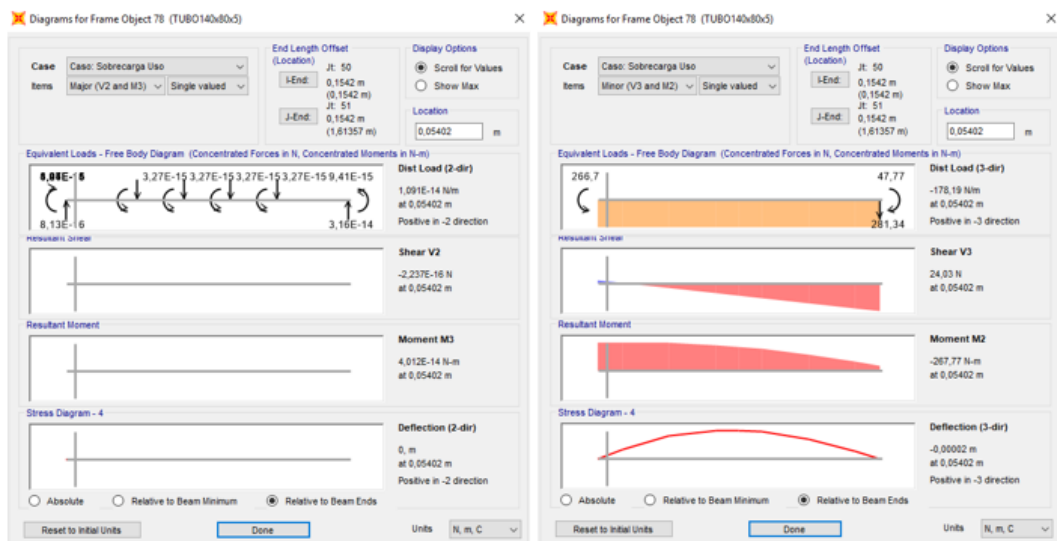 Diagrams for Frame Object 78 (TUBO140x80x5)
Case Caso: Sobrecarga Uso
Items Major (V2 and M3) Single valued
End Length Offset
(Location)
Jt: 50
I-End: 0,1542 m
(0,1542 m)
Jt: 51
J-End: 0,1542 m
(1,61357 m)
Display Options
Scroll for Values
Show Max
Location
0,05402 m
Equivalent Loads - Free Body Diagram (Concentrated Forces in N, Concentrated Moments in N-m)
3,27E-15 3,27E-15 3,27E-15 3,27E-15 9,41E-15
3,16E-14
Dist Load (2-dir)
1,091E-14 N/m
at 0,05402 m
Positive in -2 direction
Resultant Shear
Shear V2
-2,237E-16 N
at 0,05402 m
Resultant Moment
Moment M3
4,012E-14 N-m
at 0,05402 m
Stress Diagram - 4
Deflection (2-dir)
0, m
at 0,05402 m
Positive in -2 direction
Absolute Relative to Beam Minimum Relative to Beam Ends
Reset to Initial Units Done Units N, m, C
Diagrams for Frame Object 78 (TUBO140x80x5)
Case Caso: Sobrecarga Uso
Items Minor (V3 and M2) Single valued
End Length Offset
(Location)
Jt: 50
I-End: 0,1542 m
(0,1542 m)
Jt: 51
J-End: 0,1542 m
(1,61357 m)
Display Options
Scroll for Values
Show Max
Location
0,05402 m
Equivalent Loads - Free Body Diagram (Concentrated Forces in N, Concentrated Moments in N-m)
266,7 47,77
281,34
Dist Load (3-dir)
-178,19 N/m
at 0,05402 m
Positive in -3 direction
Resultant Shear
Shear V3
24,03 N
at 0,05402 m
Resultant Moment
Moment M2
-267,77 N-m
at 0,05402 m
Stress Diagram - 4
Deflection (3-dir)
-0,00002 m
at 0,05402 m
Positive in -3 direction
Absolute Relative to Beam Minimum Relative to Beam Ends
Reset to Initial Units Done Units N, m, C